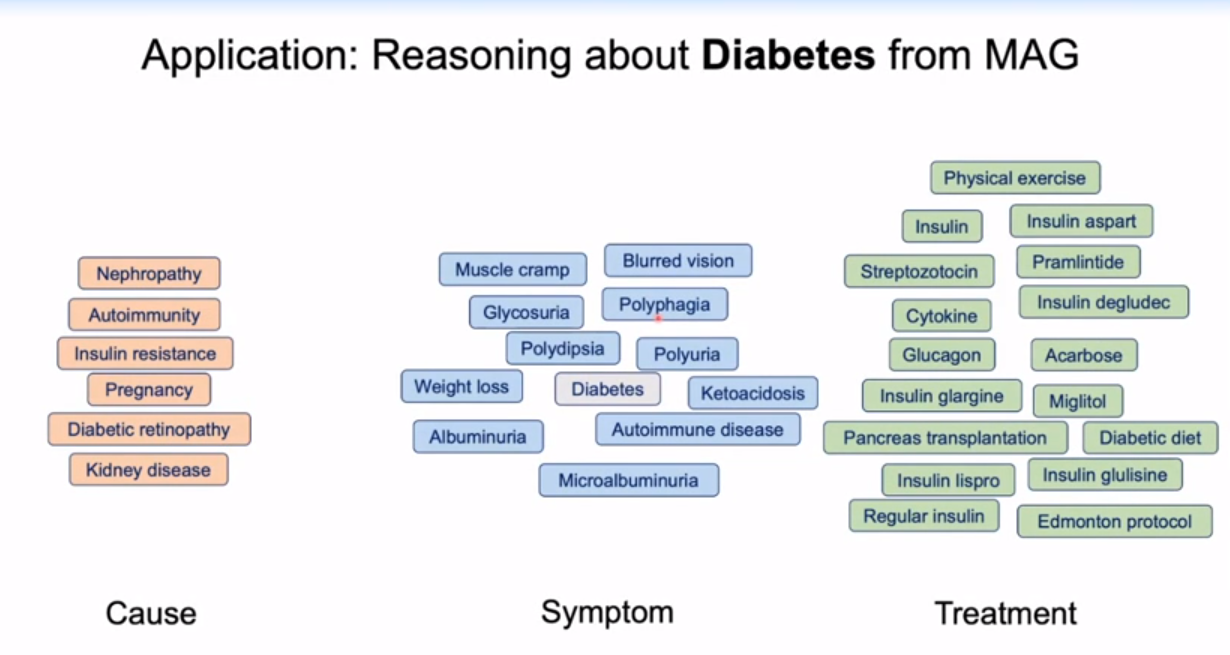 Application: Reasoning about Diabetes from MAG
Nephropathy
Autoimmunity
Insulin resistance
Pregnancy
Diabetic retinopathy
Kidney disease
Cause
Muscle cramp
Blurred vision
Glycosuria
Polyphagia
Polydipsia
Polyuria
Weight loss
Diabetes
Ketoacidosis
Albuminuria
Autoimmune disease
Microalbuminuria
Symptom
Physical exercise
Insulin
Insulin aspart
Streptozotocin
Pramlintide
Cytokine
Insulin degludec
Glucagon
Acarbose
Insulin glargine
Miglitol
Pancreas transplantation
Diabetic diet
Insulin lispro
Insulin glulisine
Regular insulin
Edmonton protocol
Treatment